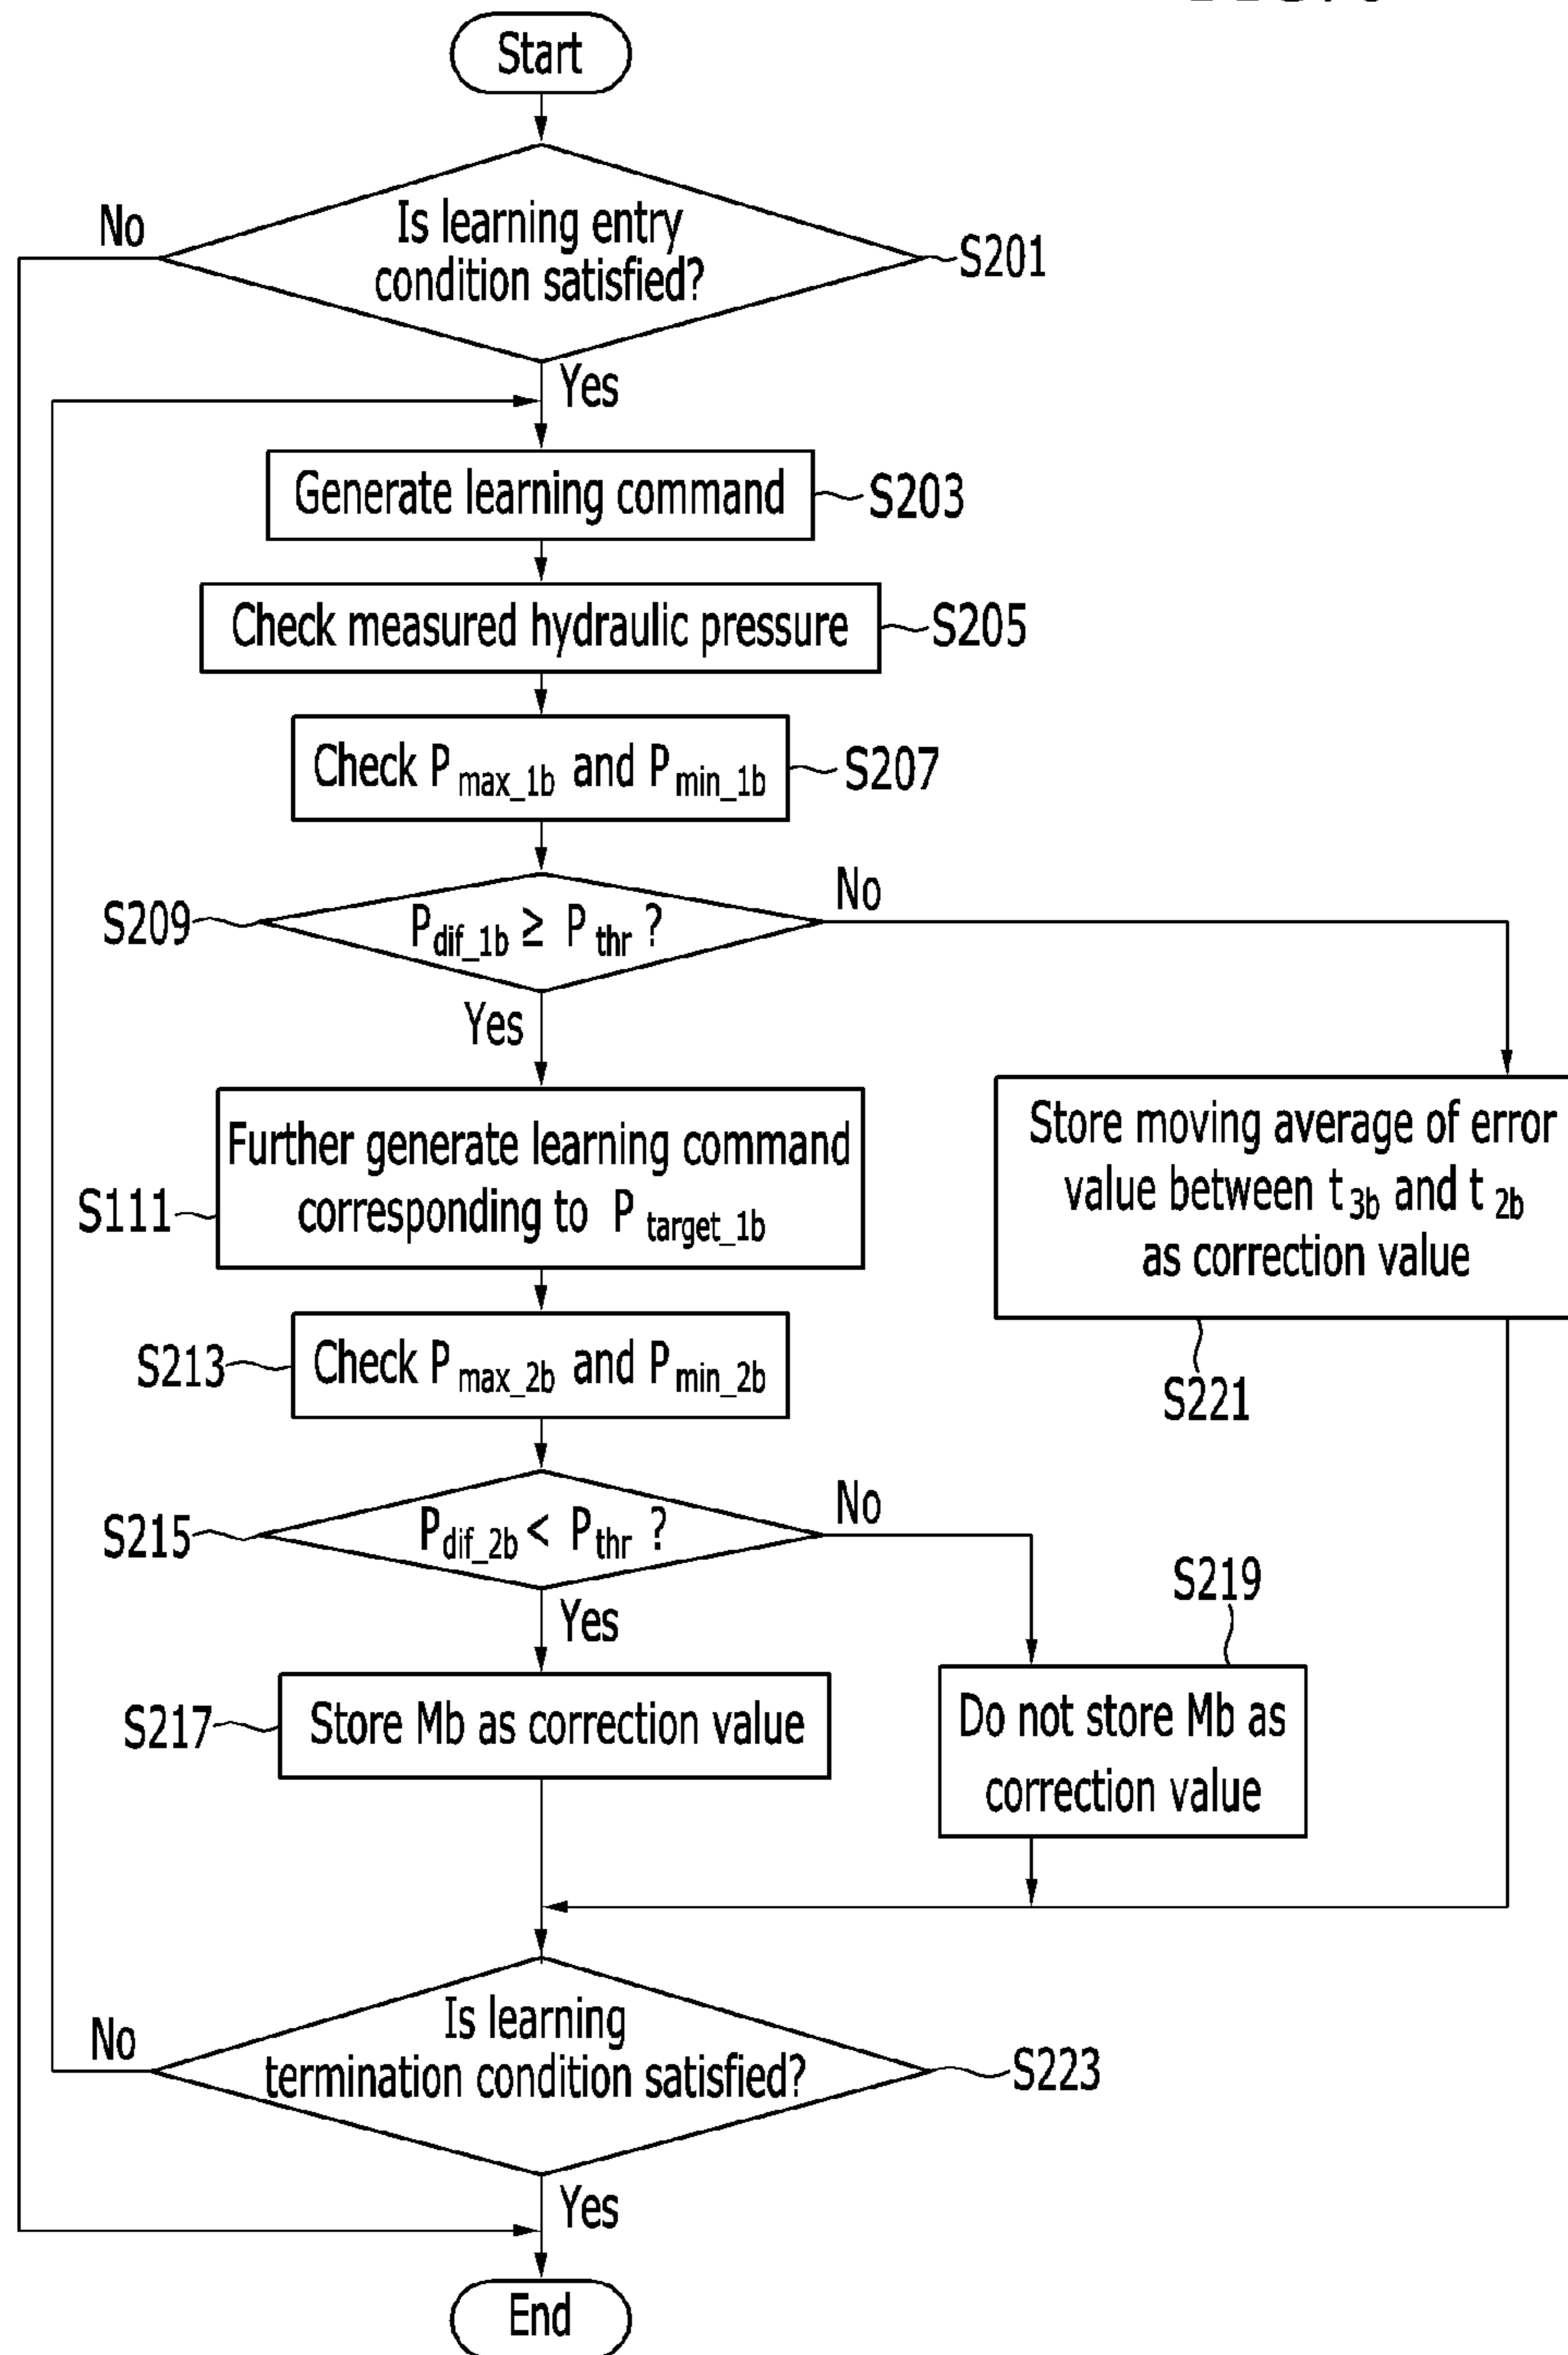 Start
No
Is learning entry
condition satisfied?
S201
Yes
Generate learning command
S203
Check measured hydraulic pressure
S205
Check P max_1b and P min_1b
S207
S209
P dif_1b ≥ P thr ?
No
Yes
Further generate learning command
corresponding to P target_1b
S111
Store moving average of error
value between t 3b and t 2b
as correction value
S221
S213
Check P max_2b and P min_2b
S215
P dif_2b < P thr ?
No
Yes
S219
S217
Store Mb as correction value
Do not store Mb as
correction value
No
Is learning
termination condition satisfied?
S223
Yes
End